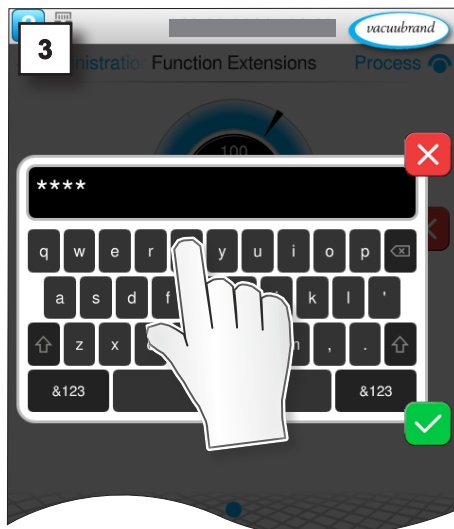 3
vacuubrand
nistratio Function Extensions Process
100
****
q w e r y u i o p
a s d f k l '
z x , .
&123 &123